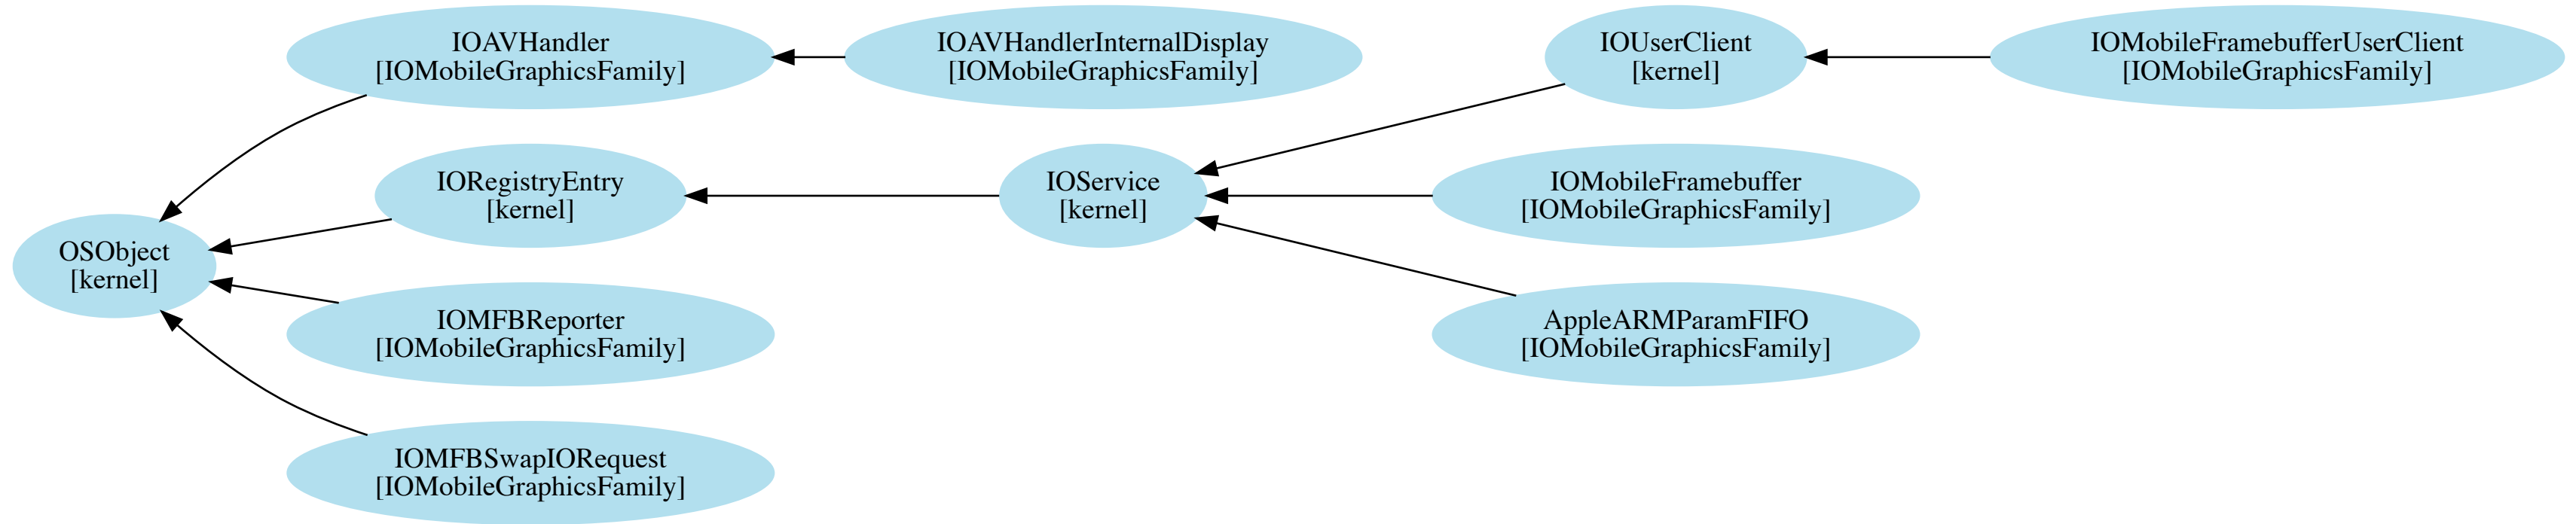 IOAVHandler
[IOMobileGraphicsFamily]
IOAVHandlerInternalDisplay
[IOMobileGraphicsFamily]
IOUserClient
[kernel]
IOMobileFramebufferUserClient
[IOMobileGraphicsFamily]
IORegistryEntry
[kernel]
IOService
[kernel]
IOMobileFramebuffer
[IOMobileGraphicsFamily]
OSObject
[kernel]
IOMFBReporter
[IOMobileGraphicsFamily]
AppleARMParamFIFO
[IOMobileGraphicsFamily]
IOMFBSwapIORequest
[IOMobileGraphicsFamily]